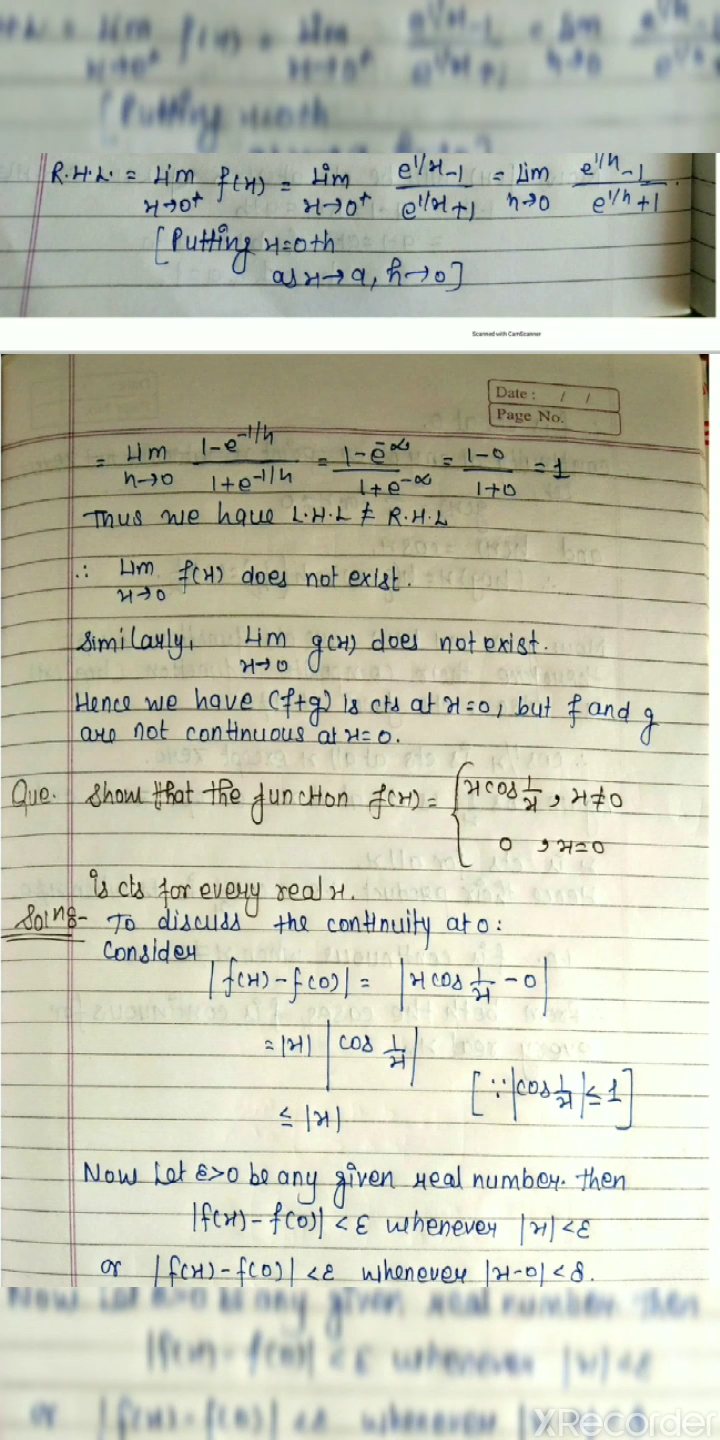 R.H.L. = Lim x→0⁺ f(x) = Lim x→0⁺ e^{1/x}-1 / e^{1/x}+1 = Lim h→0 e^{1/h}-1 / e^{1/h}+1.
[Putting x=0+h
as x→a, h→0]
Scanned with CamScanner
Date : / /
Page No.
= Lim h→0 1-e^{-1/h} / 1+e^{-1/h} = 1-e^{-∞} / 1+e^{-∞} = 1-0 / 1+0 = 1
Thus we have L.H.L ≠ R.H.L
∴ Lim x→0 f(x) does not exist.
Similarly, Lim x→0 g(x) does not exist.
Hence we have (f+g) is cts at x=0, but f and g
are not continuous at x=0.
Que. Show that the function f(x) = { x cos 1/x , x≠0
0 , x=0
is cts for every real x.
Soln:- To discuss the continuity at 0:
Consider
|f(x) - f(0)| = |x cos 1/x - 0|
= |x| |cos 1/x|
≤ |x| [∵ |cos 1/x| ≤ 1]
Now Let ε>0 be any given real number. then
|f(x) - f(0)| < ε whenever |x| < ε
or |f(x) - f(0)| < ε whenever |x-0| < δ.
XRecorder